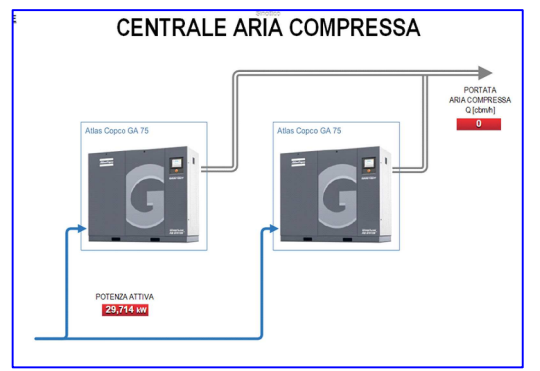 CENTRALE ARIA COMPRESSA
PORTATA
ARIA COMPRESSA
Q [cbm/h]
0
Atlas Copco GA 75
Atlas Copco GA 75
G
G
POTENZA ATTIVA
29,714 kW